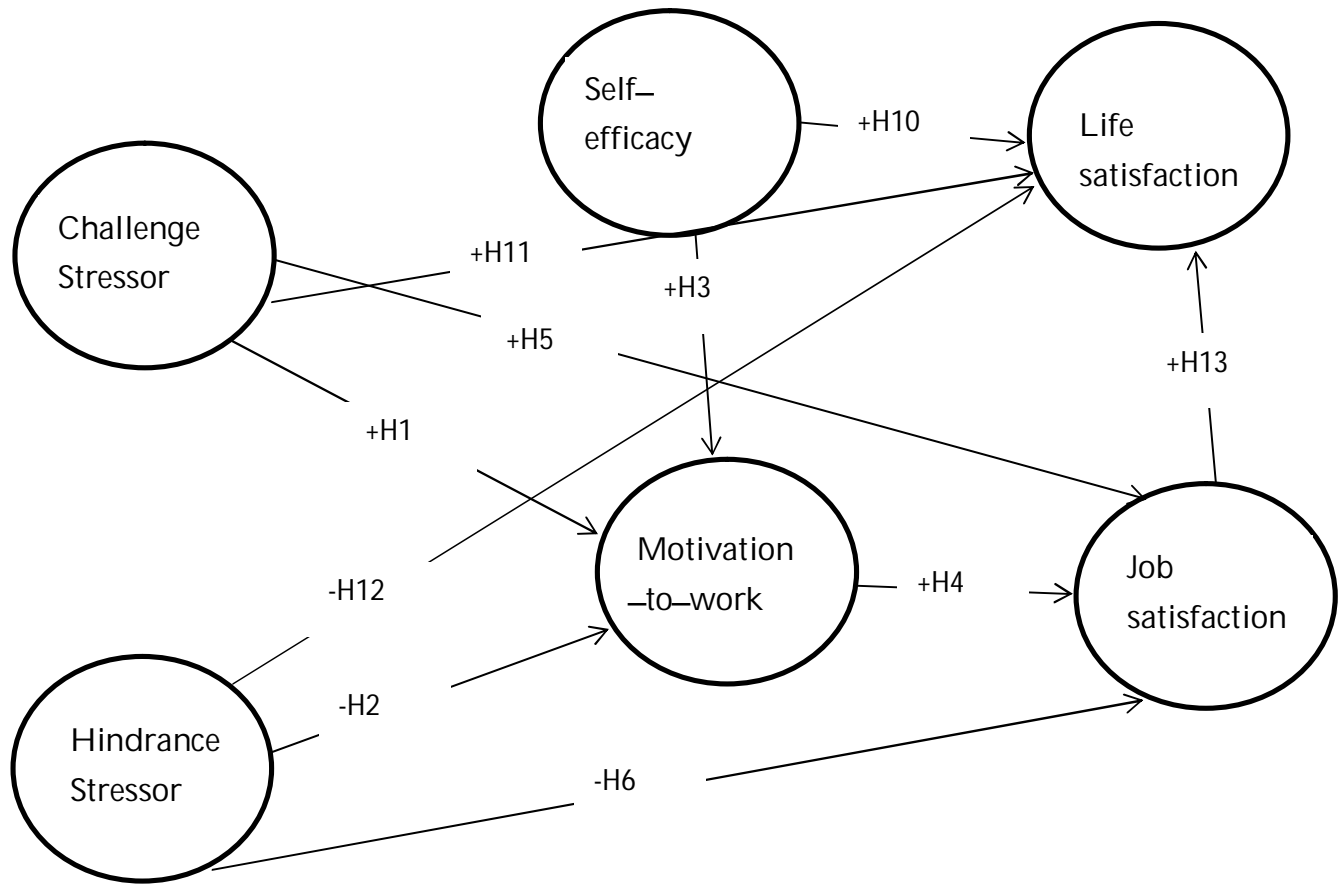 Self–
efficacy
+H10
Life
satisfaction
Challenge
Stressor
+H11
+H3
+H5
+H13
+H1
Motivation
–to–work
Job
satisfaction
+H4
-H12
-H2
Hindrance
Stressor
-H6